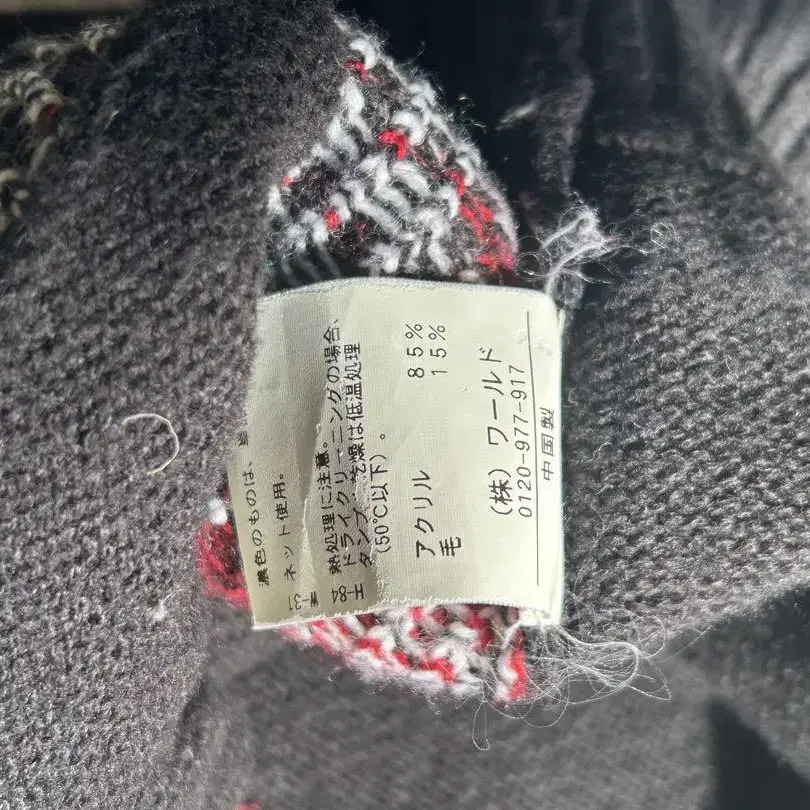 濃色のものは、
ネット使用。
熱処理に注意。
ドライクリーニングの場合、
タンブル乾燥は低温処理
(50℃以下)。
アクリル 85%
毛 15%
(株) ワールド
0120-977-917
中国製